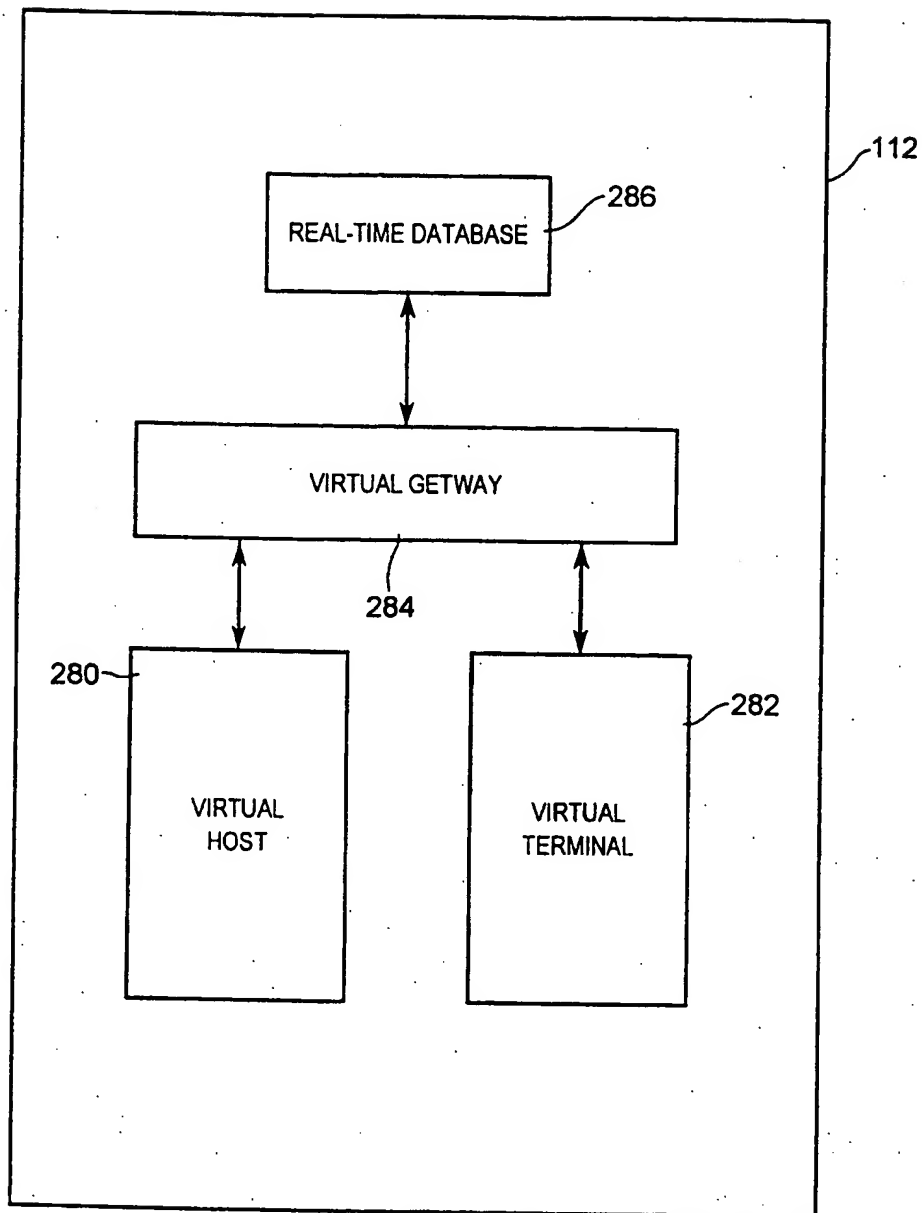 112
286
REAL-TIME DATABASE
VIRTUAL GETWAY
284
280
282
VIRTUAL
HOST
VIRTUAL
TERMINAL